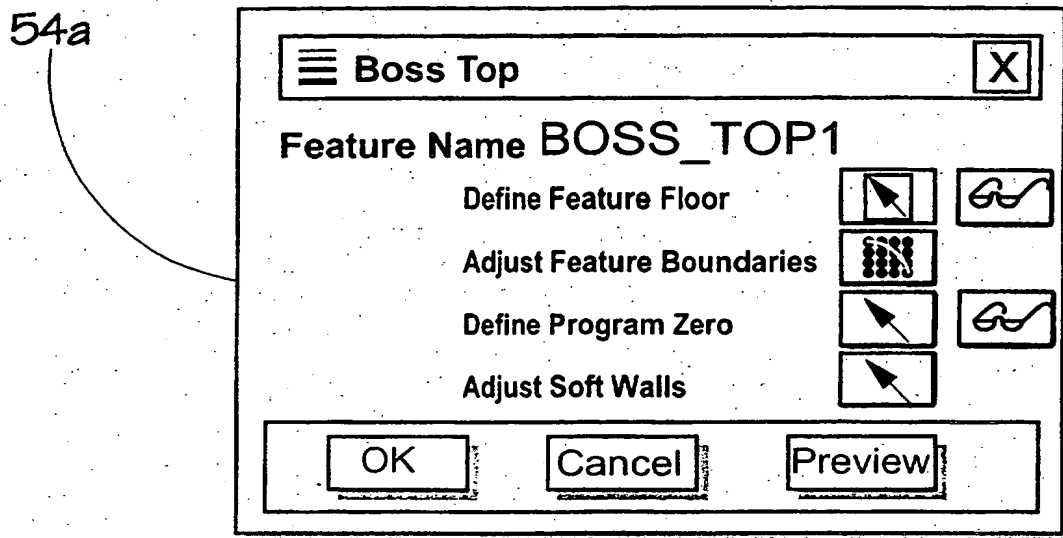 54a
Boss Top X
Feature Name BOSS_TOP1
Define Feature Floor
Adjust Feature Boundaries
Define Program Zero
Adjust Soft Walls
OK Cancel Preview